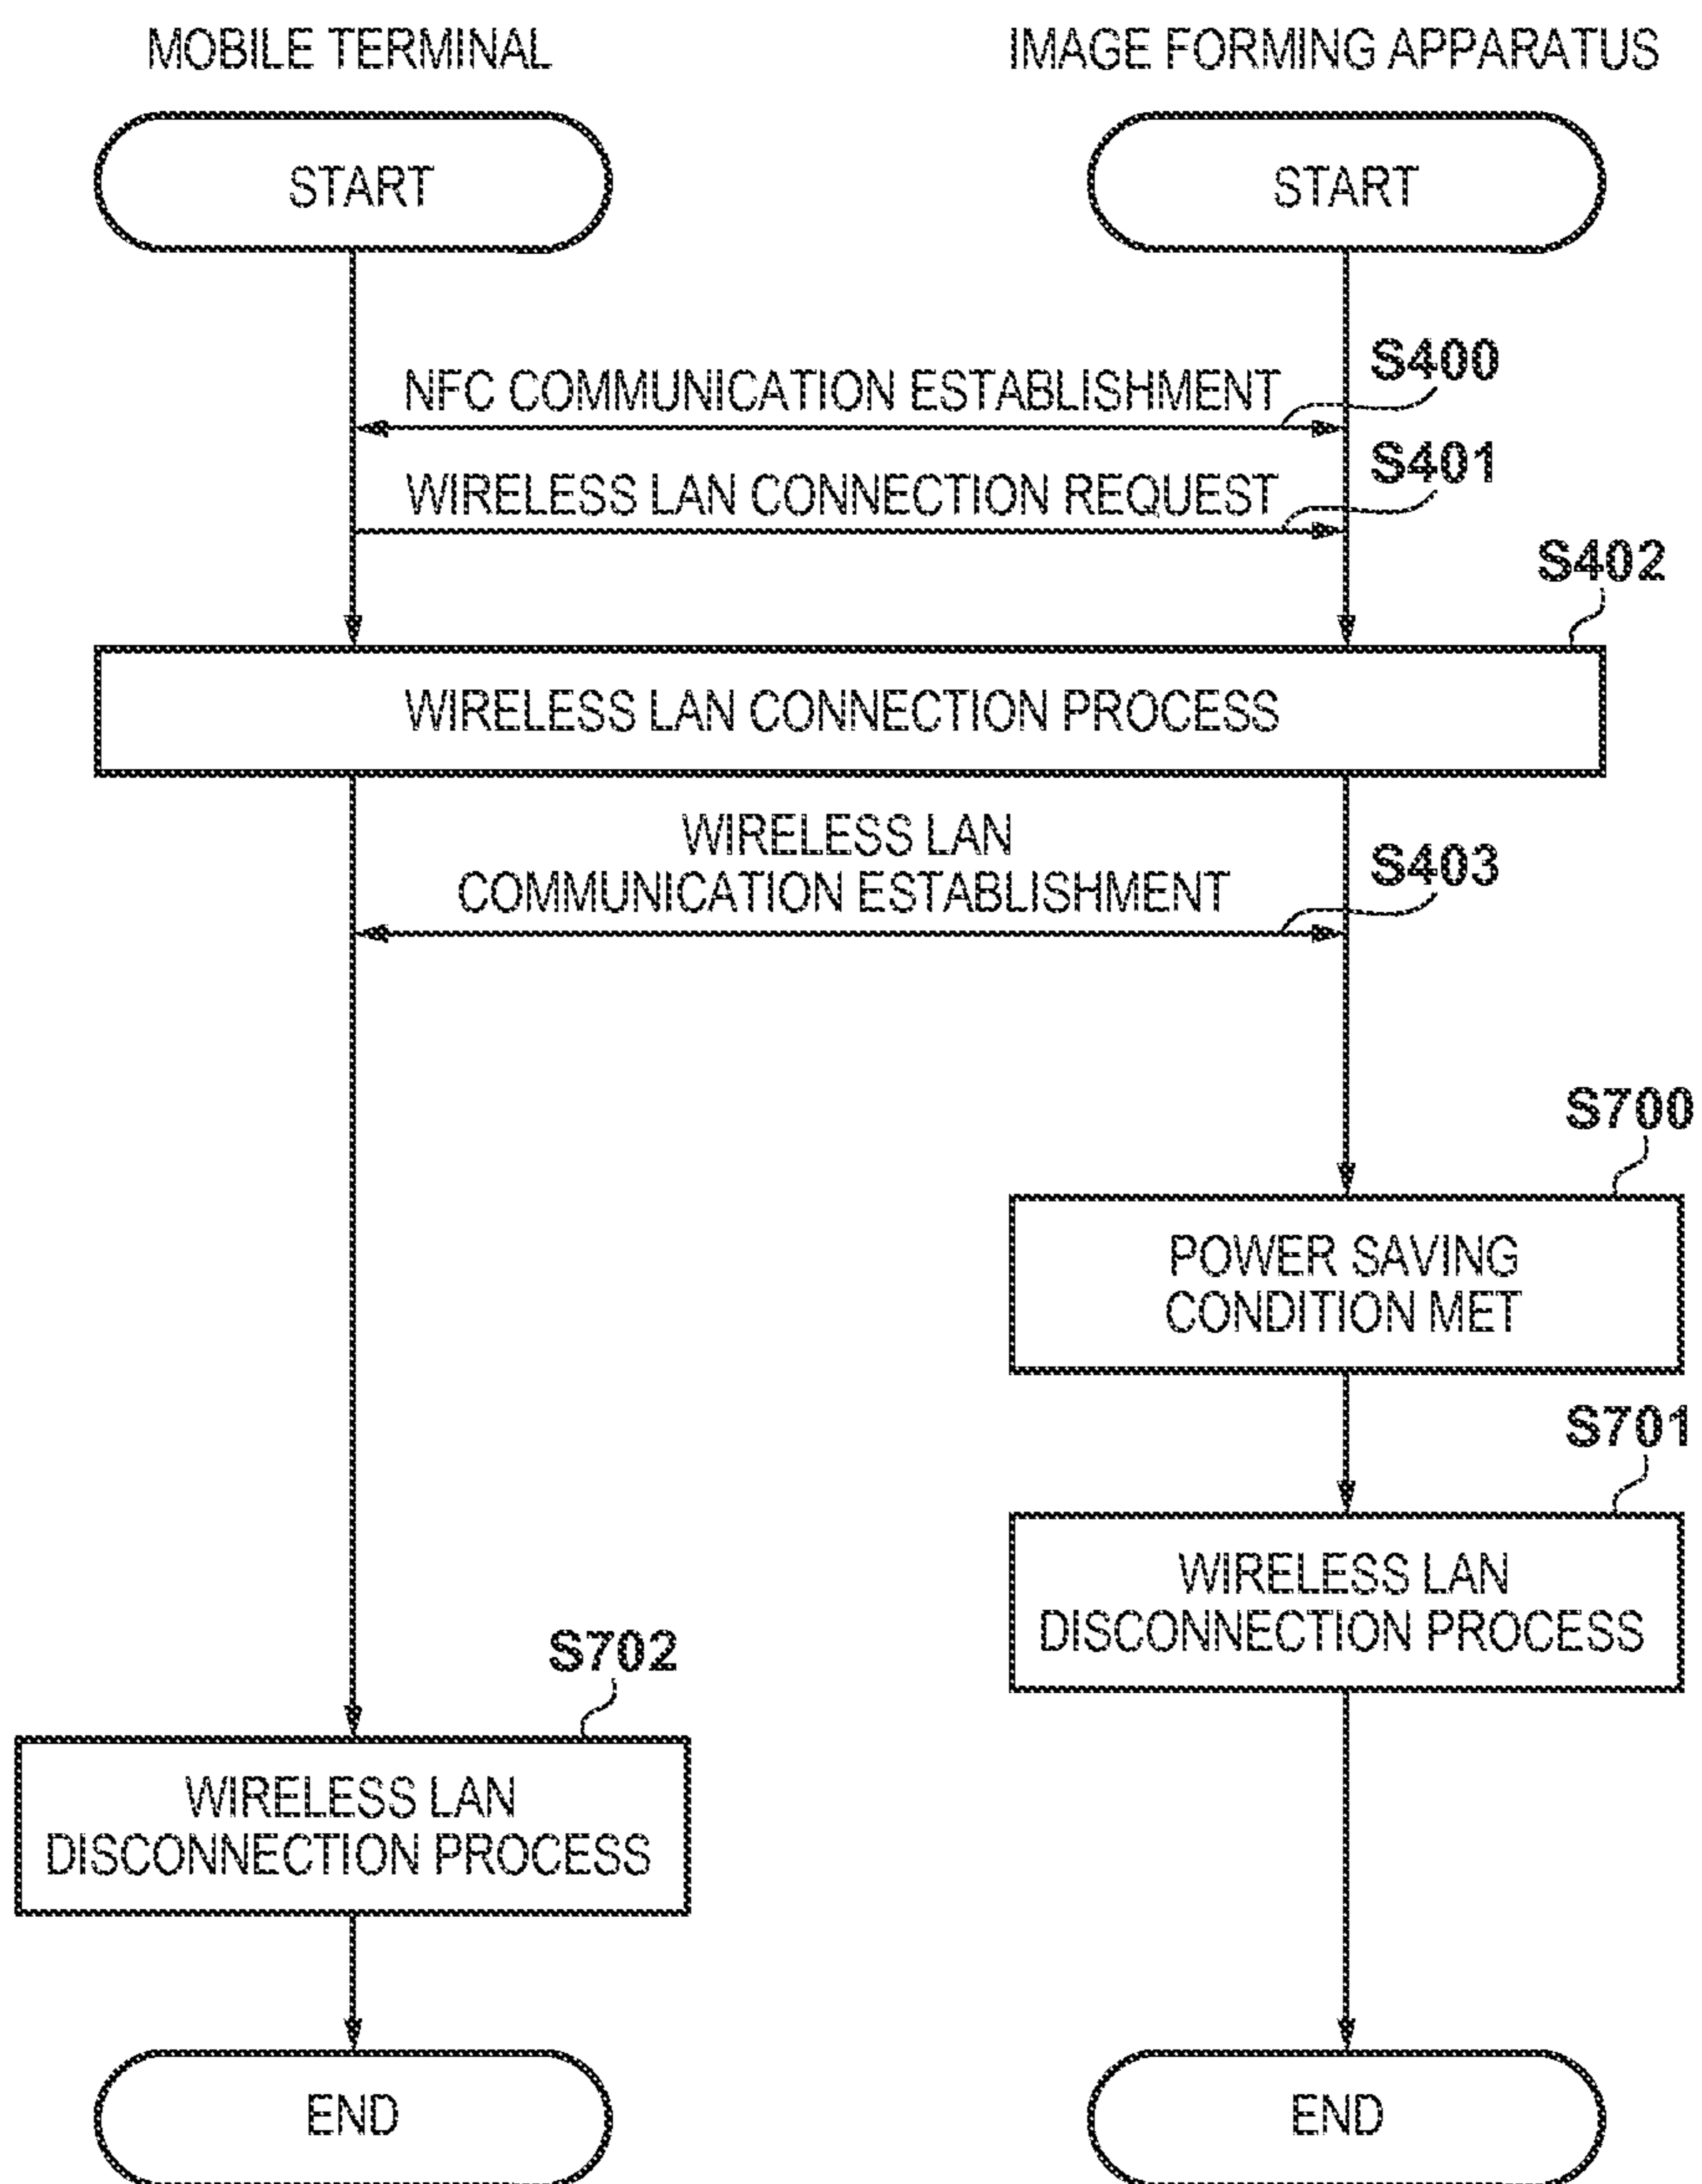 MOBILE TERMINAL
IMAGE FORMING APPARATUS
START
START
S400
NFC COMMUNICATION ESTABLISHMENT
S401
WIRELESS LAN CONNECTION REQUEST
S402
WIRELESS LAN CONNECTION PROCESS
WIRELESS LAN
COMMUNICATION ESTABLISHMENT
S403
S700
POWER SAVING
CONDITION MET
S701
WIRELESS LAN
DISCONNECTION PROCESS
S702
WIRELESS LAN
DISCONNECTION PROCESS
END
END